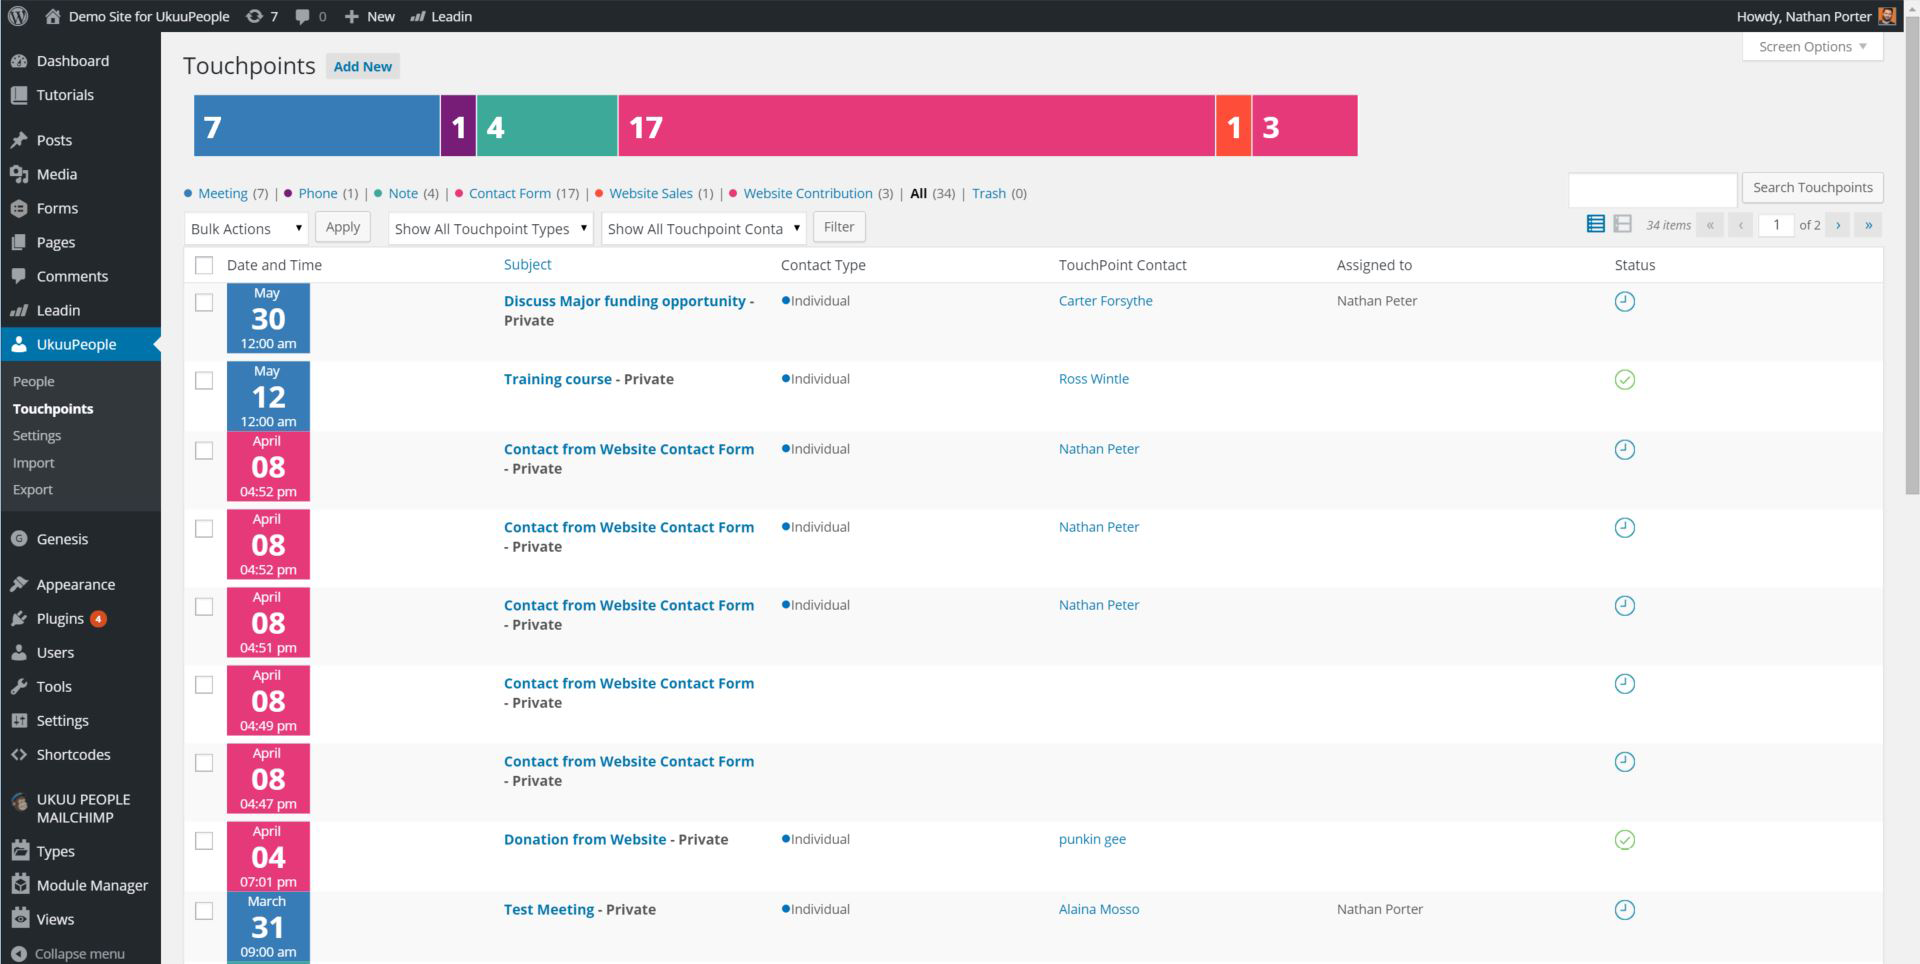 Demo Site for UkuuPeople 7 0 New Leadin Howdy, Nathan Porter
Screen Options ▼
Dashboard
Tutorials
Posts
Media
Forms
Pages
Comments
Leadin
UkuuPeople
People
Touchpoints
Settings
Import
Export
Genesis
Appearance
Plugins 4
Users
Tools
Settings
Shortcodes
UKUU PEOPLE
MAILCHIMP
Types
Module Manager
Views
Collapse menu
Touchpoints Add New
7 1 4 17 1 3
Meeting (7) | Phone (1) | Note (4) | Contact Form (17) | Website Sales (1) | Website Contribution (3) | All (34) | Trash (0)
Search Touchpoints
Bulk Actions Apply Show All Touchpoint Types Show All Touchpoint Conta Filter 34 items « ‹ 1 of 2 › »
Date and Time Subject Contact Type TouchPoint Contact Assigned to Status
May
30
12:00 am
Discuss Major funding opportunity -
Private
Individual
Carter Forsythe
Nathan Peter
May
12
12:00 am
Training course - Private
Individual
Ross Wintle
April
08
04:52 pm
Contact from Website Contact Form
- Private
Individual
Nathan Peter
April
08
04:52 pm
Contact from Website Contact Form
- Private
Individual
Nathan Peter
April
08
04:51 pm
Contact from Website Contact Form
- Private
Individual
Nathan Peter
April
08
04:49 pm
Contact from Website Contact Form
- Private
April
08
04:47 pm
Contact from Website Contact Form
- Private
April
04
07:01 pm
Donation from Website - Private
Individual
punkin gee
March
31
09:00 am
Test Meeting - Private
Individual
Alaina Mosso
Nathan Porter